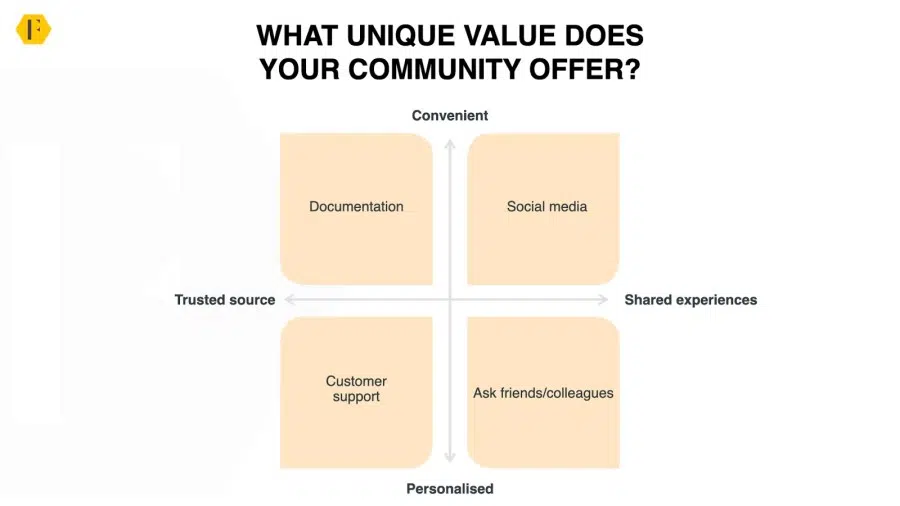 F
WHAT UNIQUE VALUE DOES
YOUR COMMUNITY OFFER?
Convenient
Documentation
Social media
Trusted source
Shared experiences
Customer
support
Ask friends/colleagues
Personalised